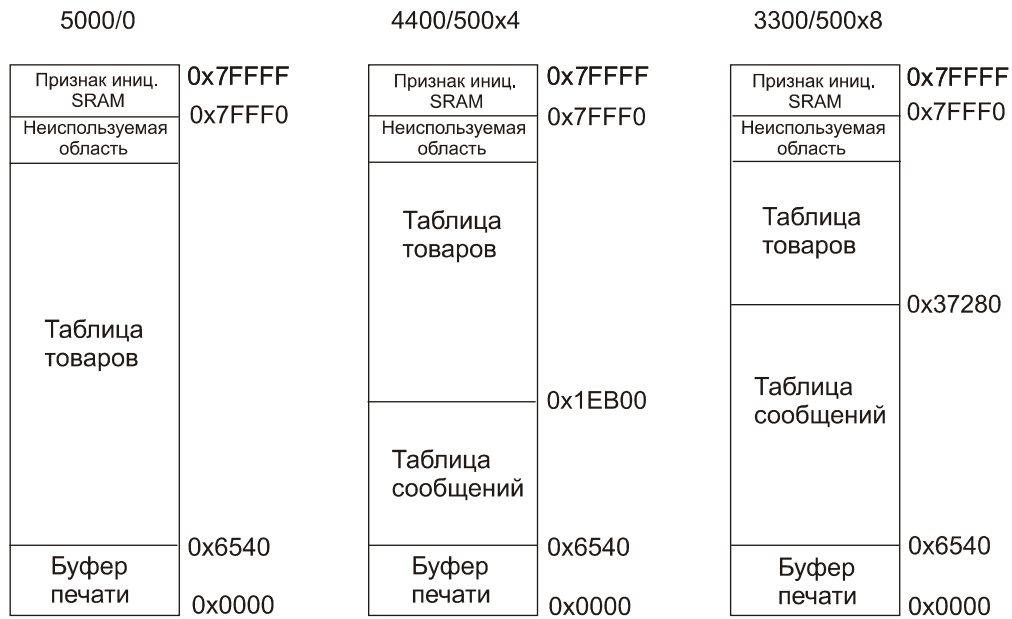 5000/0
Признак иниц.
SRAM
0x7FFFF
0x7FFF0
Неиспользуемая
область
Таблица
товаров
0x6540
Буфер
печати
0x0000
4400/500x4
Признак иниц.
SRAM
0x7FFFF
0x7FFF0
Неиспользуемая
область
Таблица
товаров
0x1EB00
Таблица
сообщений
0x6540
Буфер
печати
0x0000
3300/500x8
Признак иниц.
SRAM
0x7FFFF
0x7FFF0
Неиспользуемая
область
Таблица
товаров
0x37280
Таблица
сообщений
0x6540
Буфер
печати
0x0000